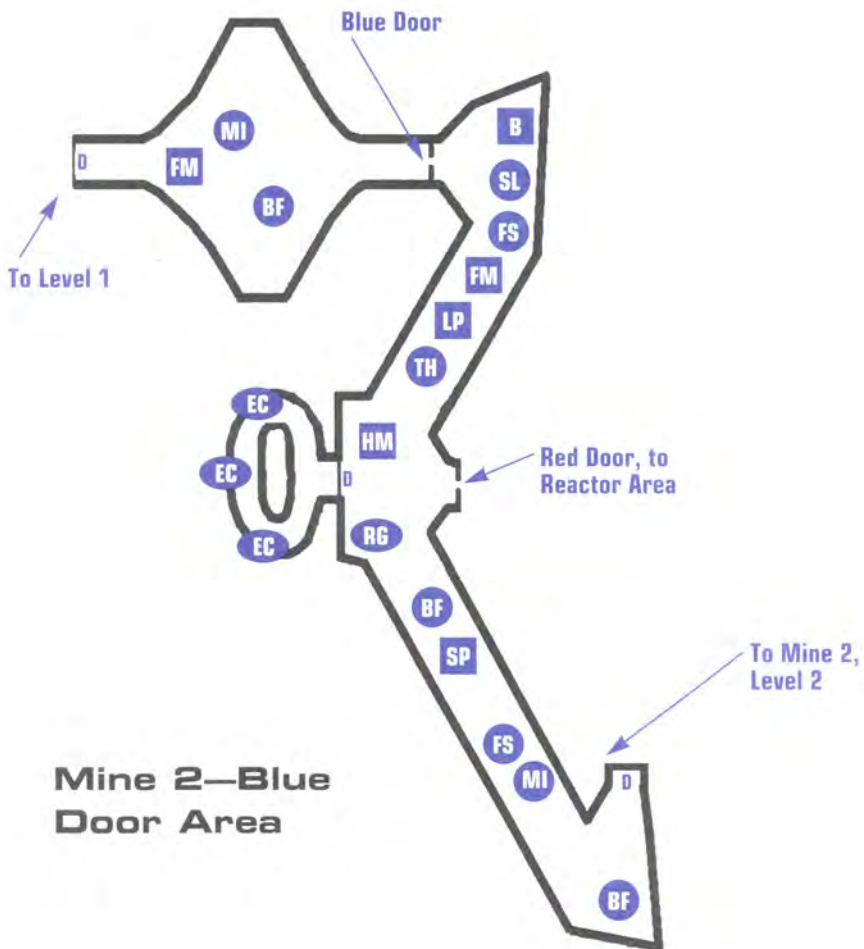 Blue Door
B
MI
D
FM
SL
BF
FS
To Level 1
FM
LP
TH
EC
HM
EC
D
Red Door, to
Reactor Area
EC
RG
BF
SP
To Mine 2,
Level 2
FS
MI
D
Mine 2—Blue
Door Area
BF